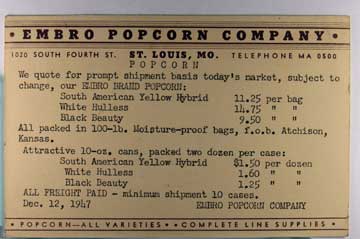 • EMBRO POPCORN COMPANY •
1020 SOUTH FOURTH ST. ST. LOUIS, MO. TELEPHONE MA 0500
POPCORN
We quote for prompt shipment basis today's market, subject to
change, our EMBRO BRAND POPCORN:
South American Yellow Hybrid 11.25 per bag
White Hulless 14.75 " "
Black Beauty 9.50 " "
All packed in 100-lb. Moisture-proof bags, f.o.b. Atchison,
Kansas.
Attractive 10-oz. cans, packed two dozen per case:
South American Yellow Hybrid $1.50 per dozen
White Hulless 1.60 " "
Black Beauty 1.25 " "
ALL FREIGHT PAID - minimum shipment 10 cases.
Dec. 12, 1947 EMBRO POPCORN COMPANY
• POPCORN—ALL VARIETIES • • COMPLETE LINE SUPPLIES •